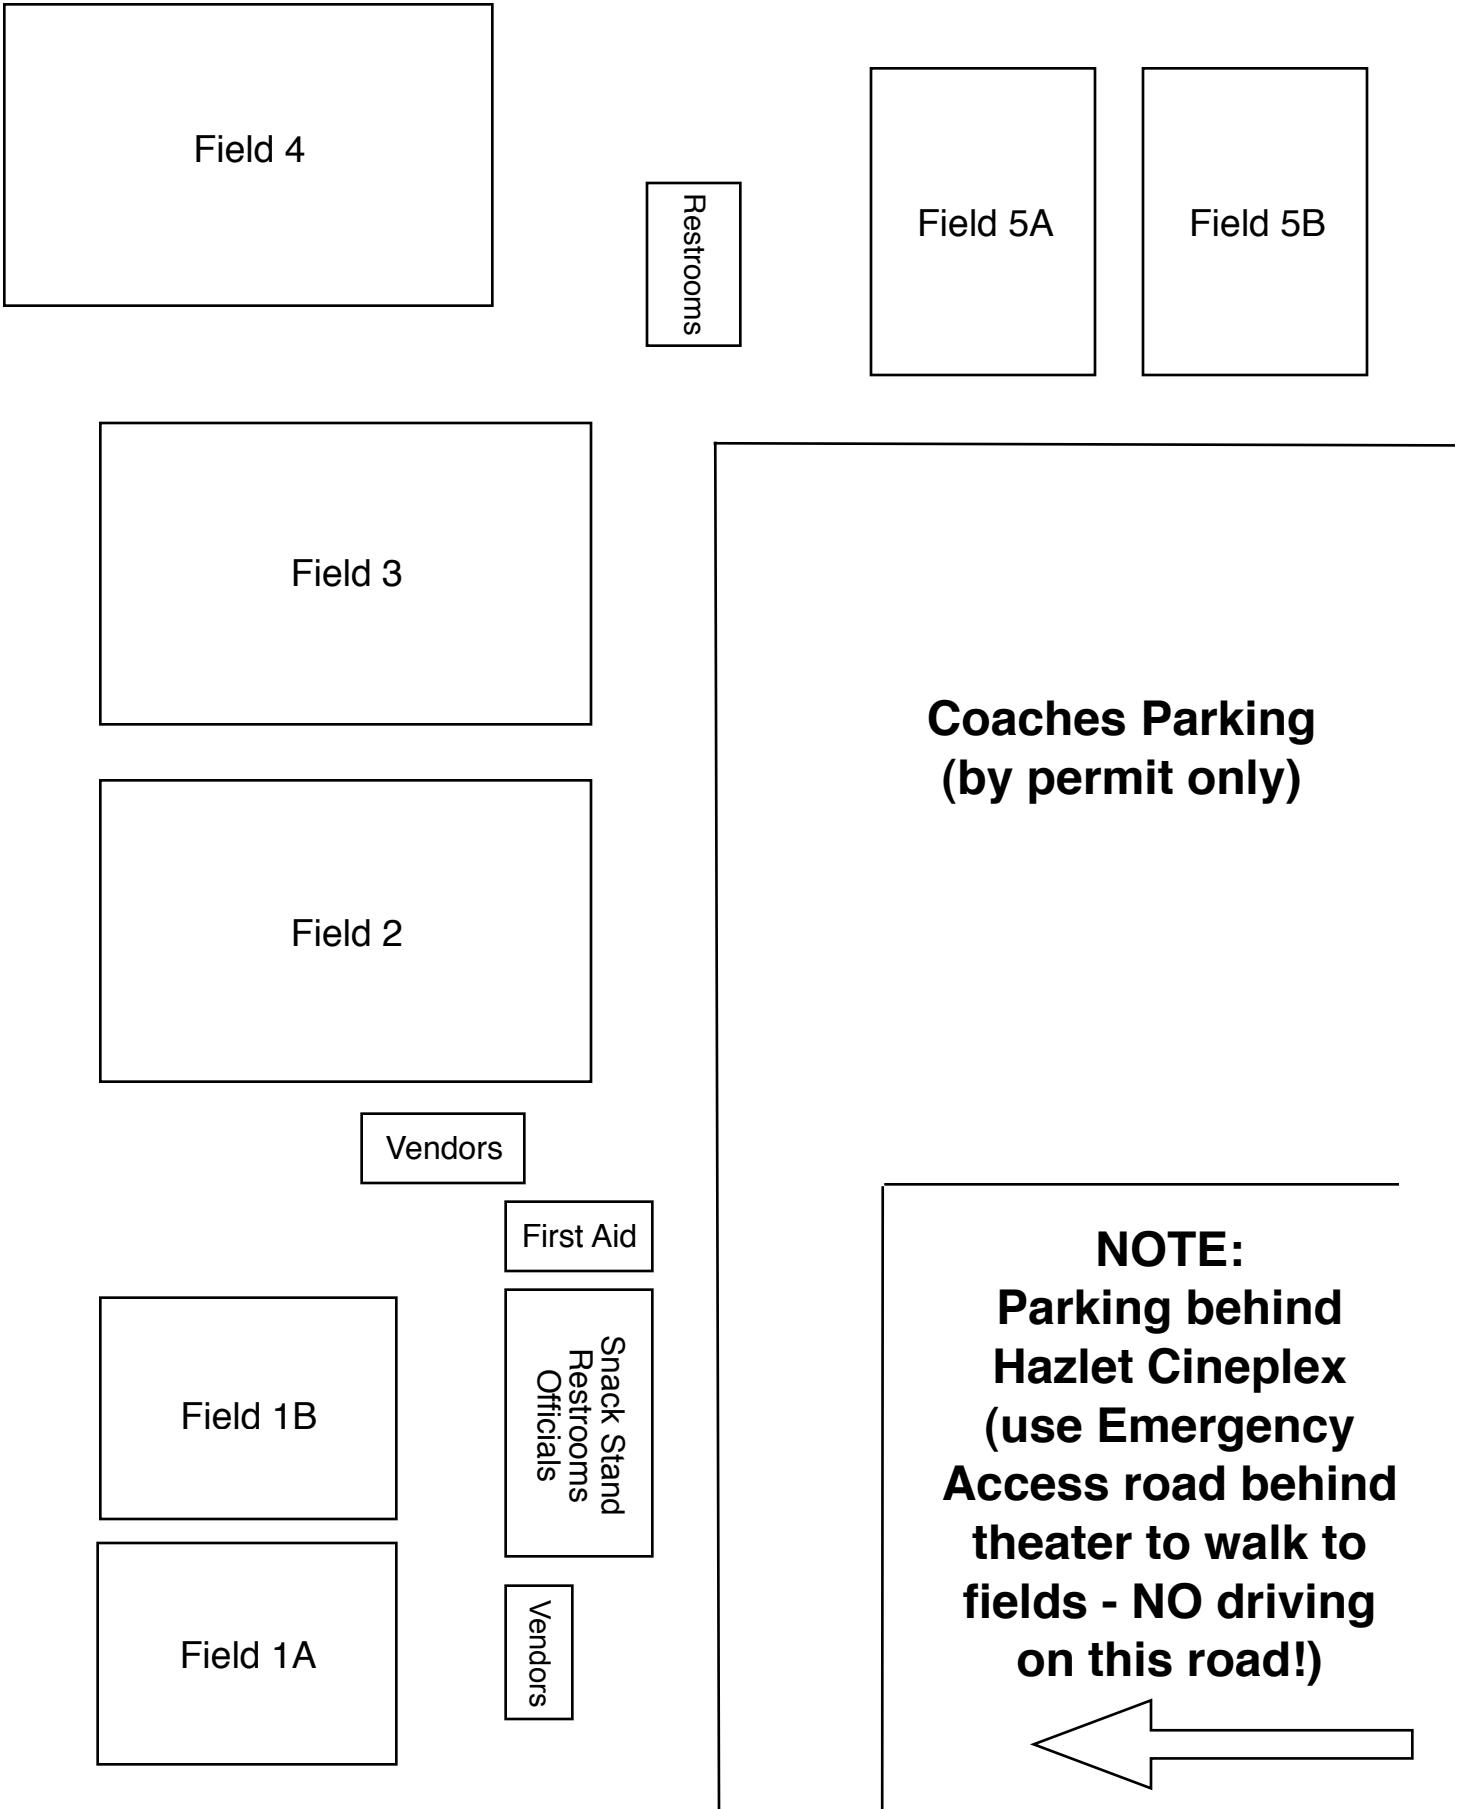 Field 4
Restrooms
Field 5A
Field 5B
Field 3
Coaches Parking
(by permit only)
Field 2
Vendors
First Aid
Snack Stand
Restrooms
Officials
Field 1B
Field 1A
Vendors
NOTE:
Parking behind
Hazlet Cineplex
(use Emergency
Access road behind
theater to walk to
fields - NO driving
on this road!)